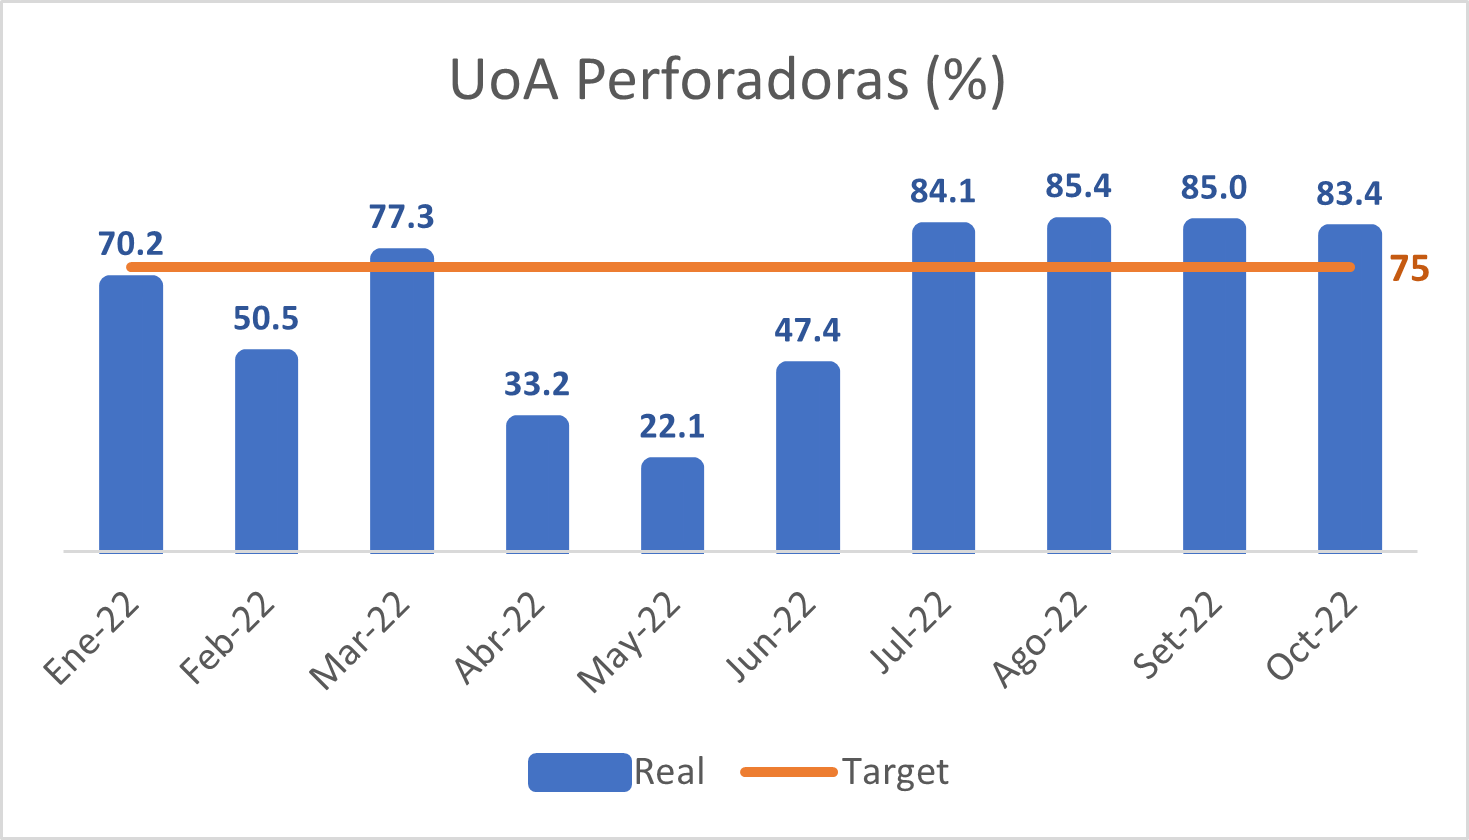 UoA Perforadoras (%)
70.2
50.5
77.3
33.2
22.1
47.4
84.1
85.4
85.0
83.4
75
Ene-22
Feb-22
Mar-22
Abr-22
May-22
Jun-22
Jul-22
Ago-22
Set-22
Oct-22
Real
Target